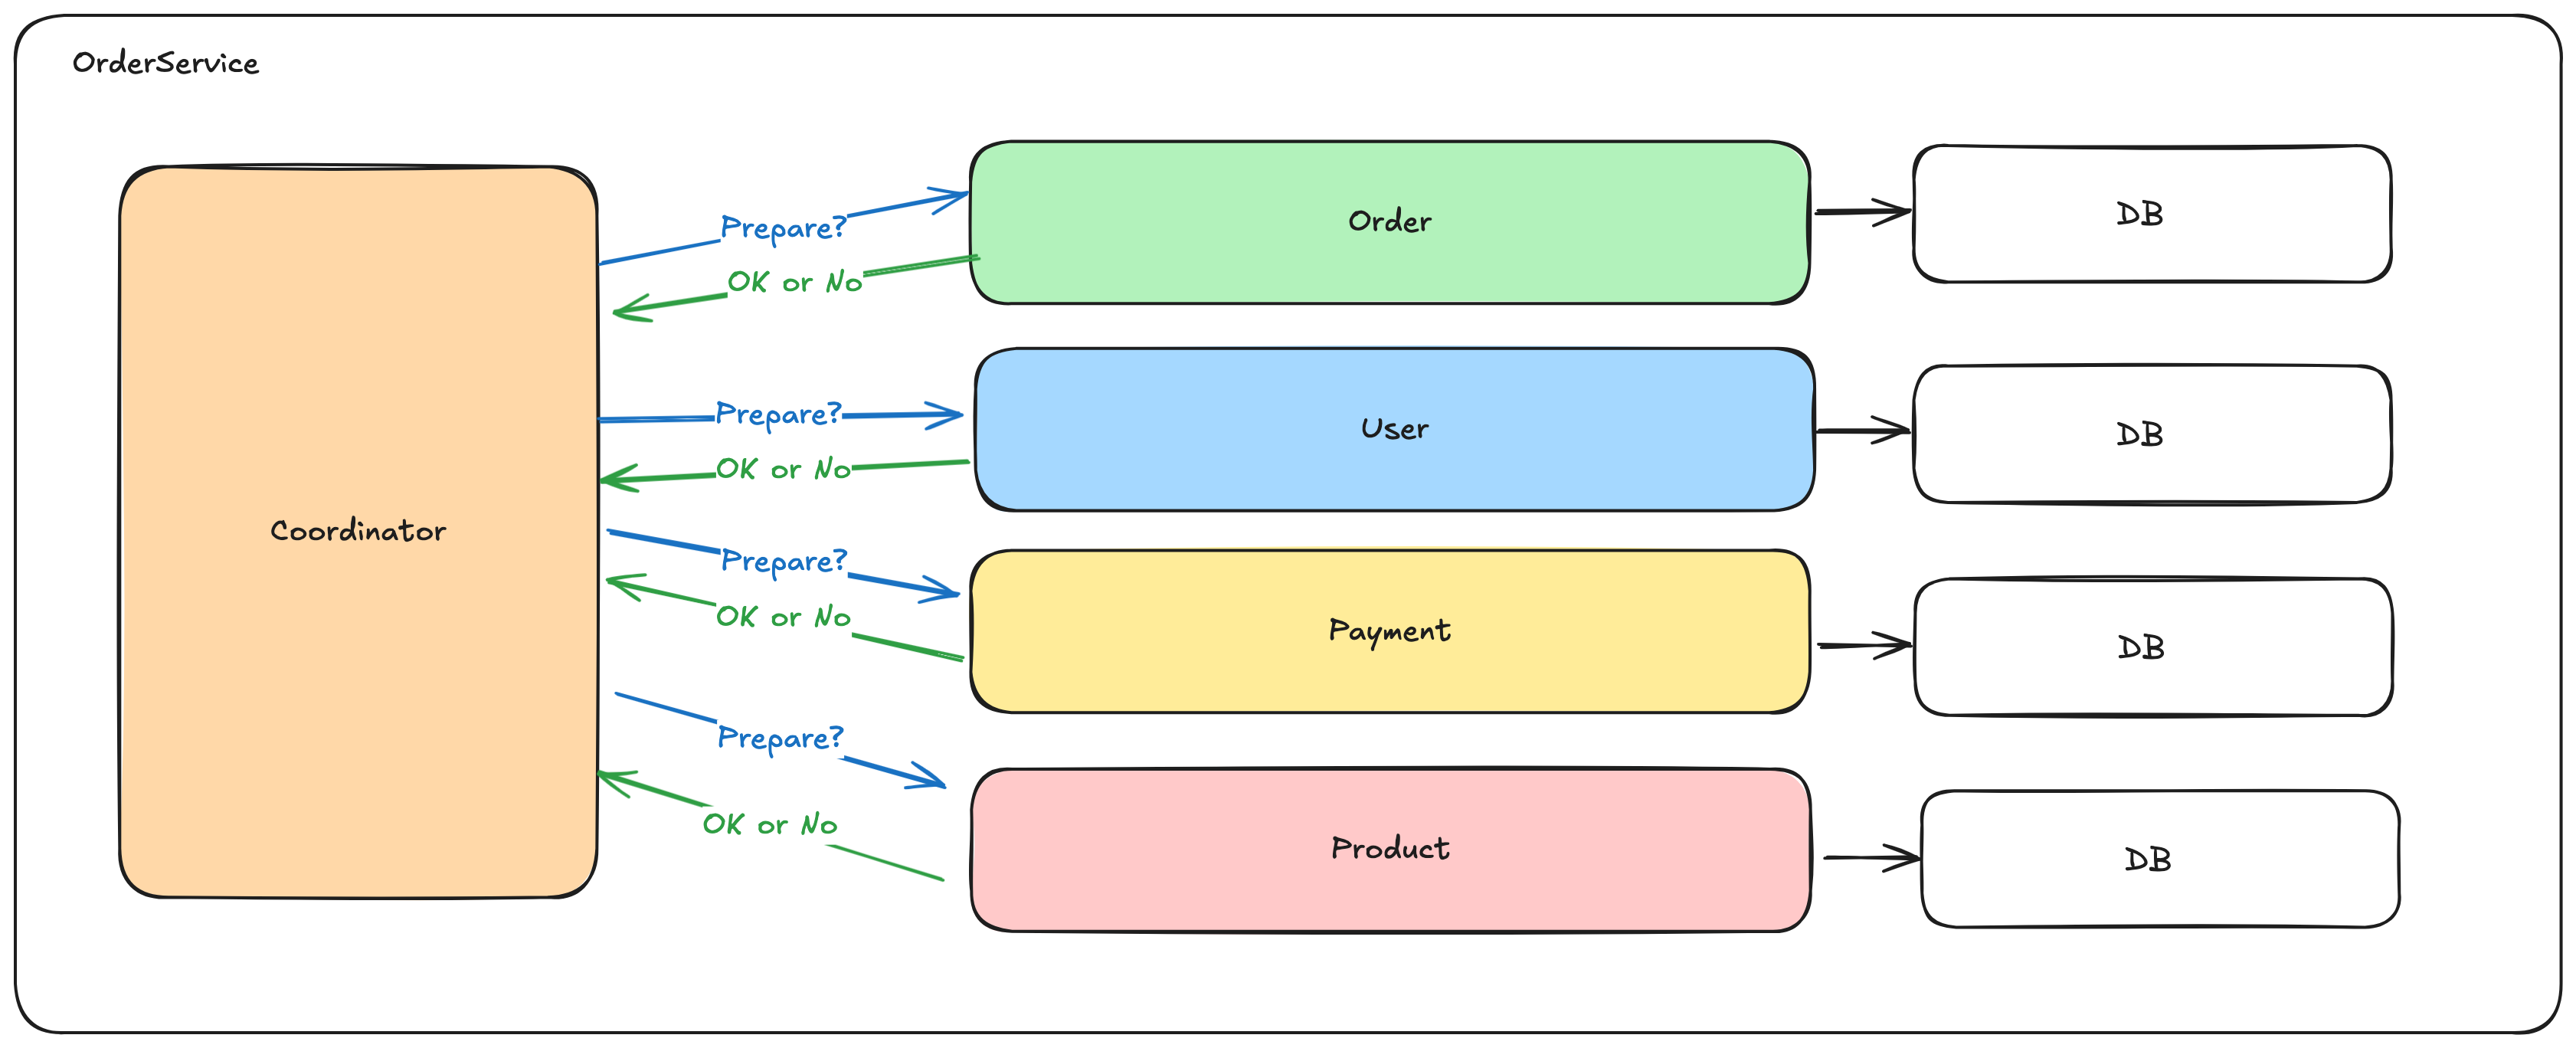 OrderService
Prepare?
Order
DB
OK or No
Prepare?
User
DB
OK or No
Coordinator
Prepare?
Payment
DB
OK or No
Prepare?
Product
DB
OK or No